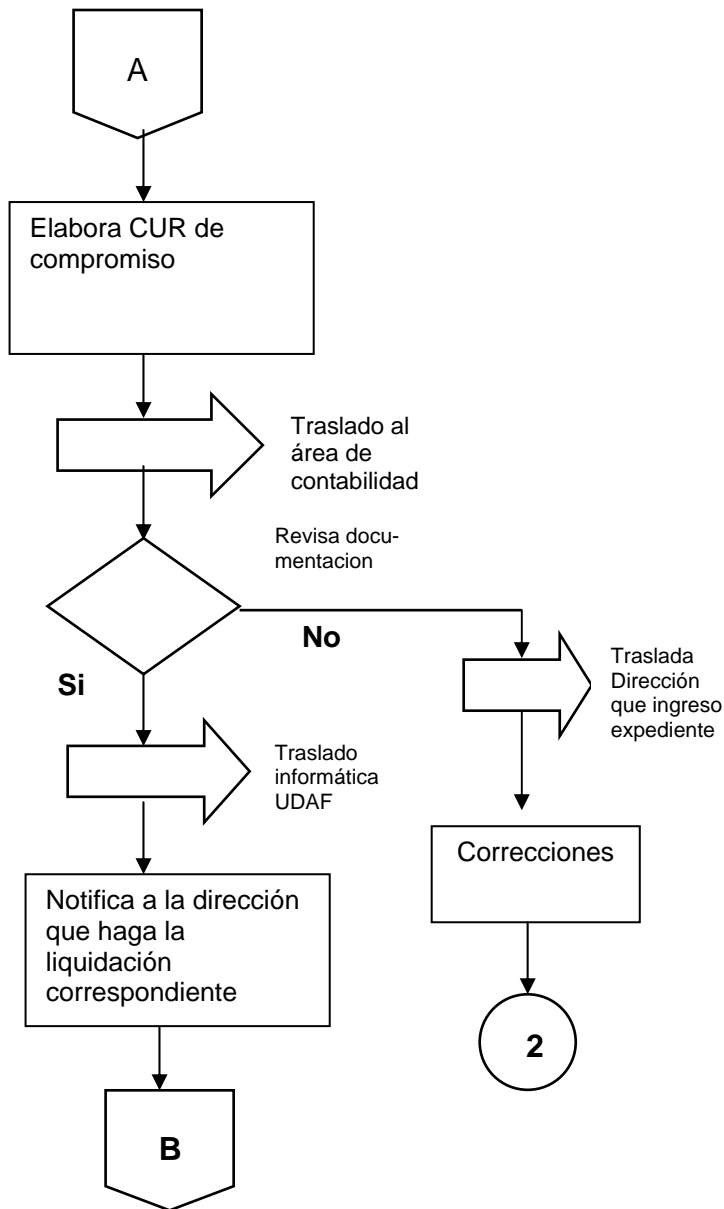 A
Elabora CUR de
compromiso
Traslado al
área de
contabilidad
Revisa docu-
mentacion
No
Si
Traslada
Dirección
que ingreso
expediente
Traslado
informática
UDAF
Correcciones
Notifica a la dirección
que haga la
liquidación
correspondiente
2
B